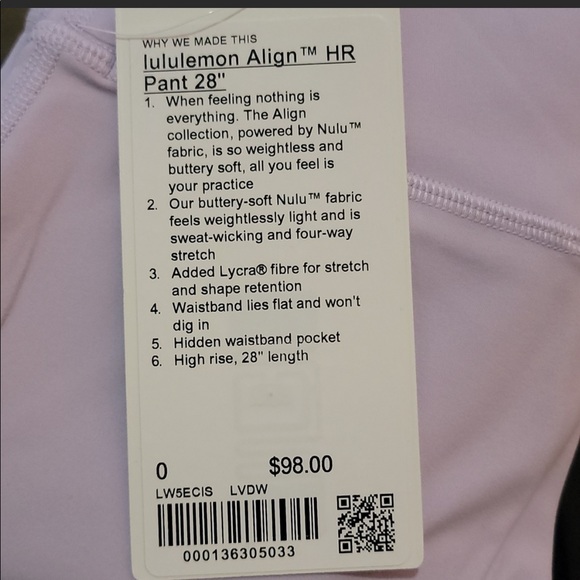 WHY WE MADE THIS
lululemon Align™ HR
Pant 28"
1. When feeling nothing is
everything. The Align
collection, powered by Nulu™
fabric, is so weightless and
buttery soft, all you feel is
your practice
2. Our buttery-soft Nulu™ fabric
feels weightlessly light and is
sweat-wicking and four-way
stretch
3. Added Lycra® fibre for stretch
and shape retention
4. Waistband lies flat and won't
dig in
5. Hidden waistband pocket
6. High rise, 28" length
0 $98.00
LW5ECIS LVDW
000136305033